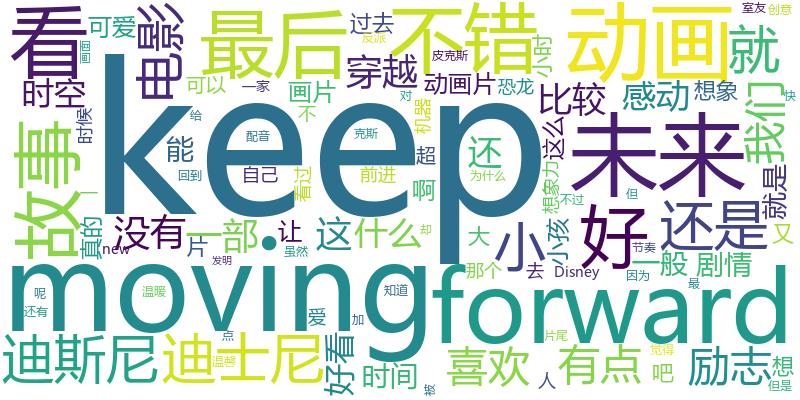 看
可爱
电影
最后
过去
反派
不错
皮克斯
小时
动画
室友
创意
就
画面
时空
时候
给
可以
一家
画片
穿越
对
动画片
恐龙
比较
感动
想象
我们
keep
不
机器
这么
未来
故事
能
配音
克斯
超
还
回到
自己
看过
前进
啊
为什么
想象力
不过
但
就是
一
真的
new
没有
片
一部
发明
虽然
让
这
什么
却
大
那个
小
去
Disney
小孩
好
因为
还是
节奏
一般
剧情
最
又
moving
forward
呢
还有
温暖
爱
加
知道
迪斯尼
迪士尼
点
温馨
好看
时间
被
喜欢
人
有点
片尾
吧
觉得
励志
想
但是
快